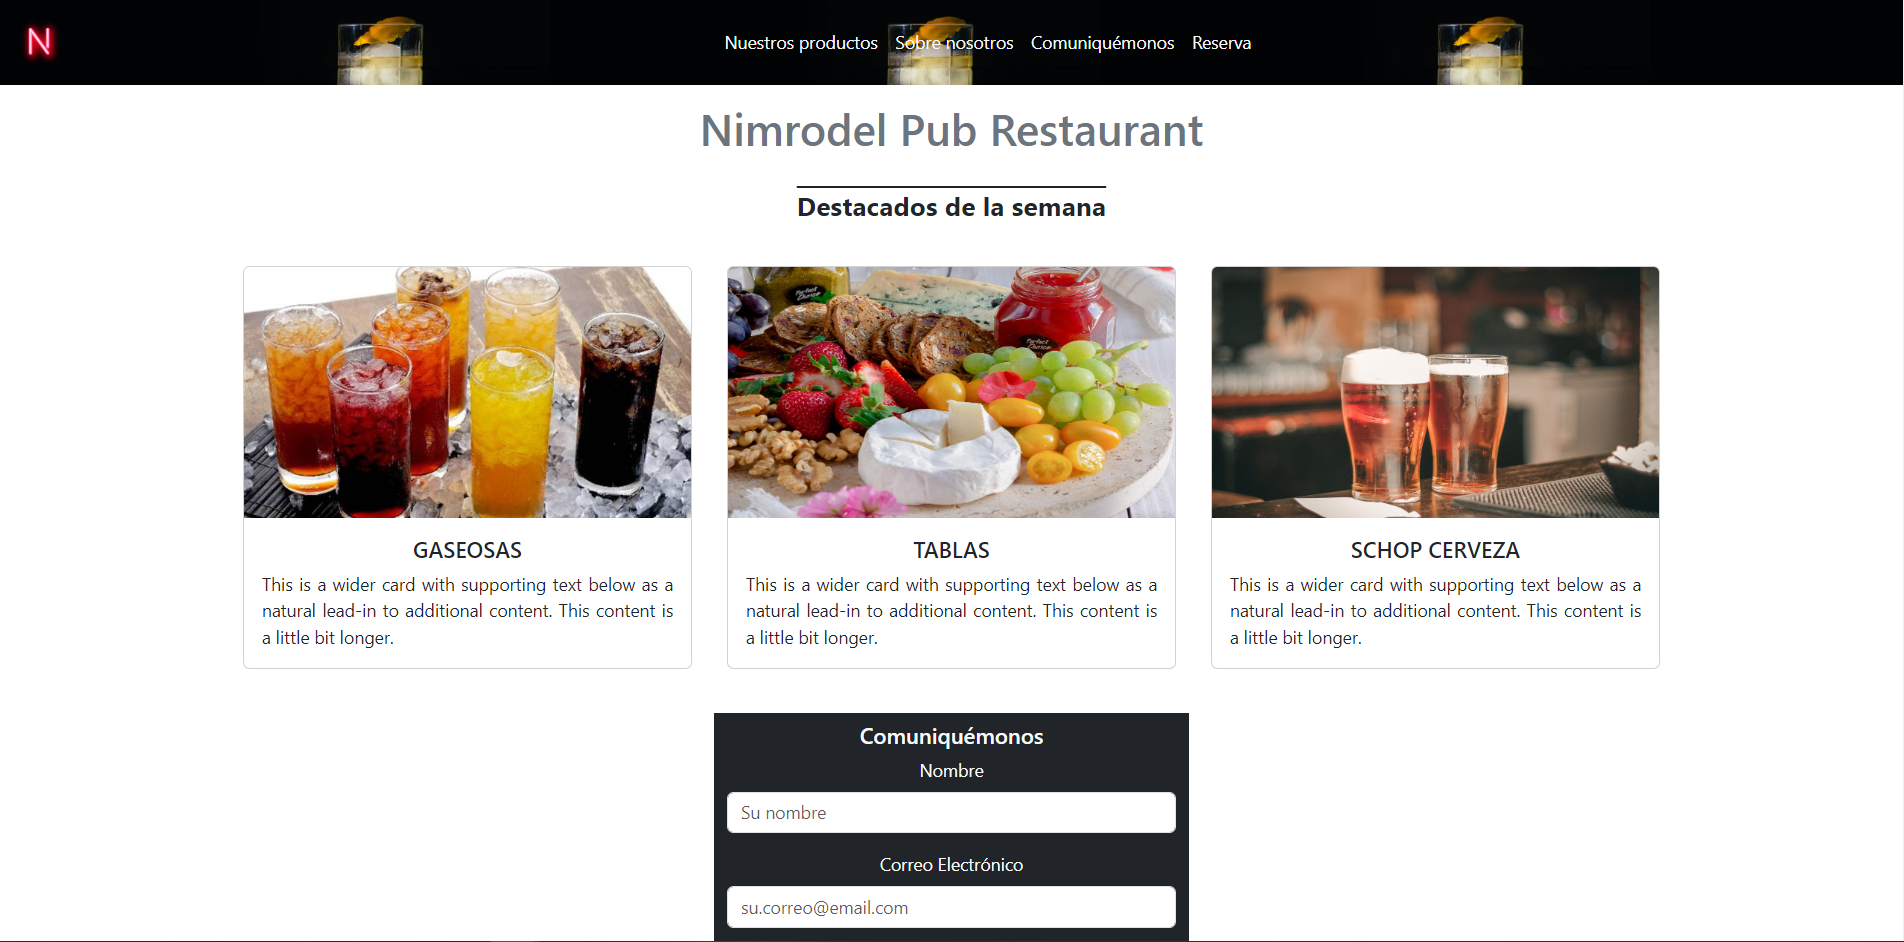 N
Nuestros productos Sobre nosotros Comuniquémonos Reserva
Nimrodel Pub Restaurant
Destacados de la semana
Perfect
Choice
Perfect
Choice
GASEOSAS
This is a wider card with supporting text below as a
natural lead-in to additional content. This content is
a little bit longer.
TABLAS
This is a wider card with supporting text below as a
natural lead-in to additional content. This content is
a little bit longer.
SCHOP CERVEZA
This is a wider card with supporting text below as a
natural lead-in to additional content. This content is
a little bit longer.
Comuniquémonos
Nombre
Su nombre
Correo Electrónico
su.correo@email.com